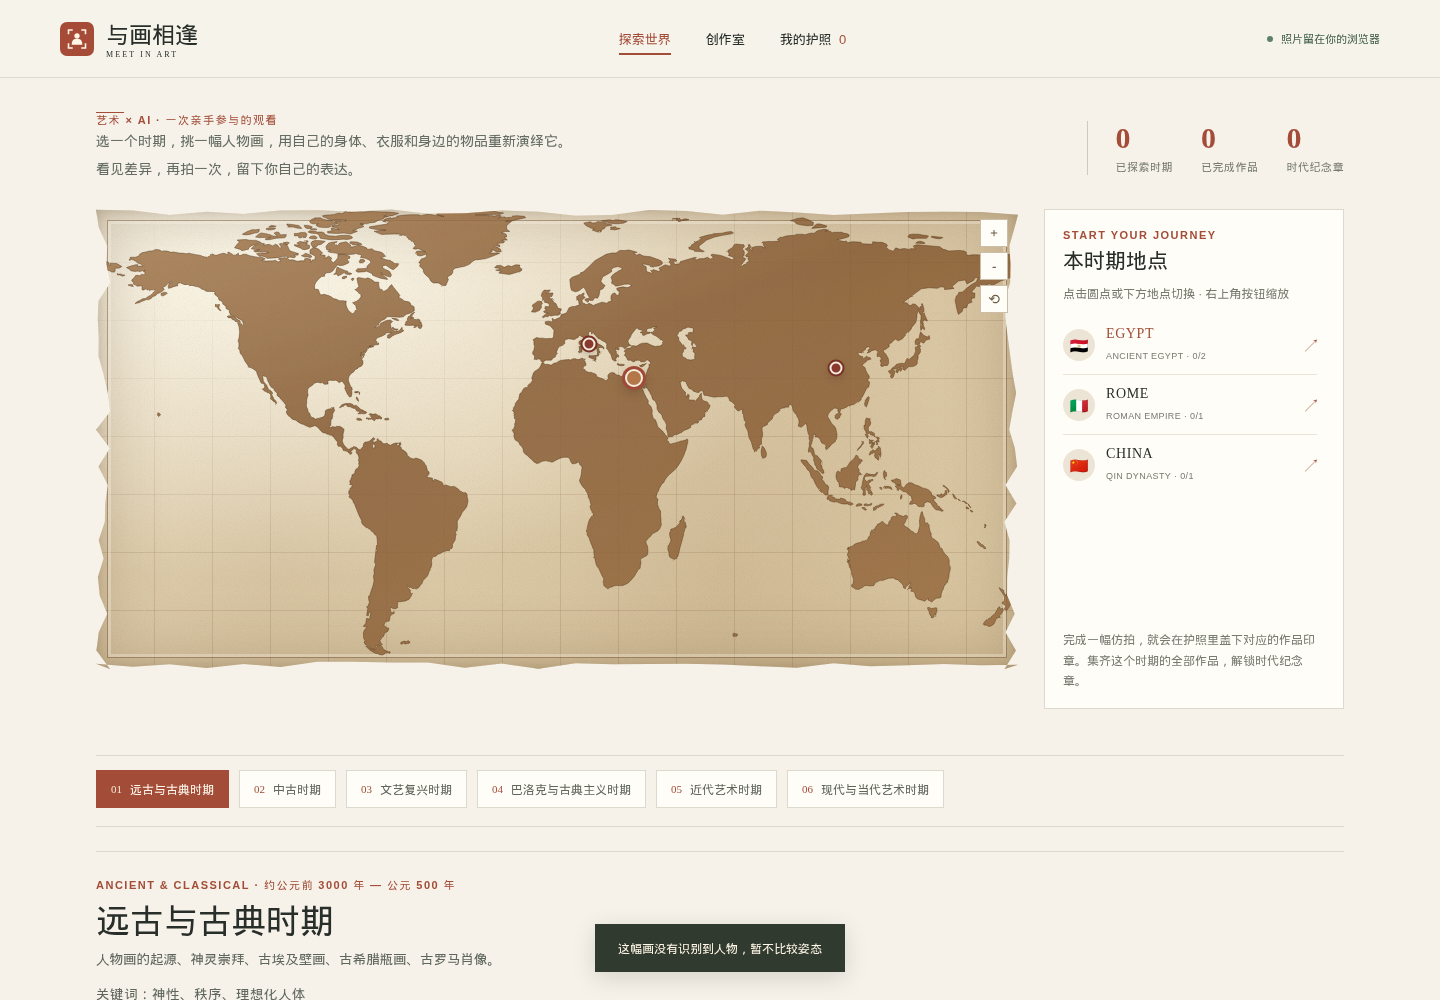 与画相逢
MEET IN ART
探索世界
创作室
我的护照 0
照片留在你的浏览器
艺术 × AI · 一次亲手参与的观看
选一个时期，挑一幅人物画，用自己的身体、衣服和身边的物品重新演绎它。
看见差异，再拍一次，留下你自己的表达。
0
已探索时期
0
已完成作品
0
时代纪念章
+
-
⟲
START YOUR JOURNEY
本时期地点
点击圆点或下方地点切换 · 右上角按钮缩放
EGYPT
ANCIENT EGYPT · 0/2
ROME
ROMAN EMPIRE · 0/1
CHINA
QIN DYNASTY · 0/1
完成一幅仿拍，就会在护照里盖下对应的作品印
章。集齐这个时期的全部作品，解锁时代纪念
章。
01 远古与古典时期
02 中古时期
03 文艺复兴时期
04 巴洛克与古典主义时期
05 近代艺术时期
06 现代与当代艺术时期
ANCIENT & CLASSICAL · 约公元前 3000 年 — 公元 500 年
远古与古典时期
人物画的起源、神灵崇拜、古埃及壁画、古希腊瓶画、古罗马肖像。
关键词：神性、秩序、理想化人体
这幅画没有识别到人物，暂不比较姿态